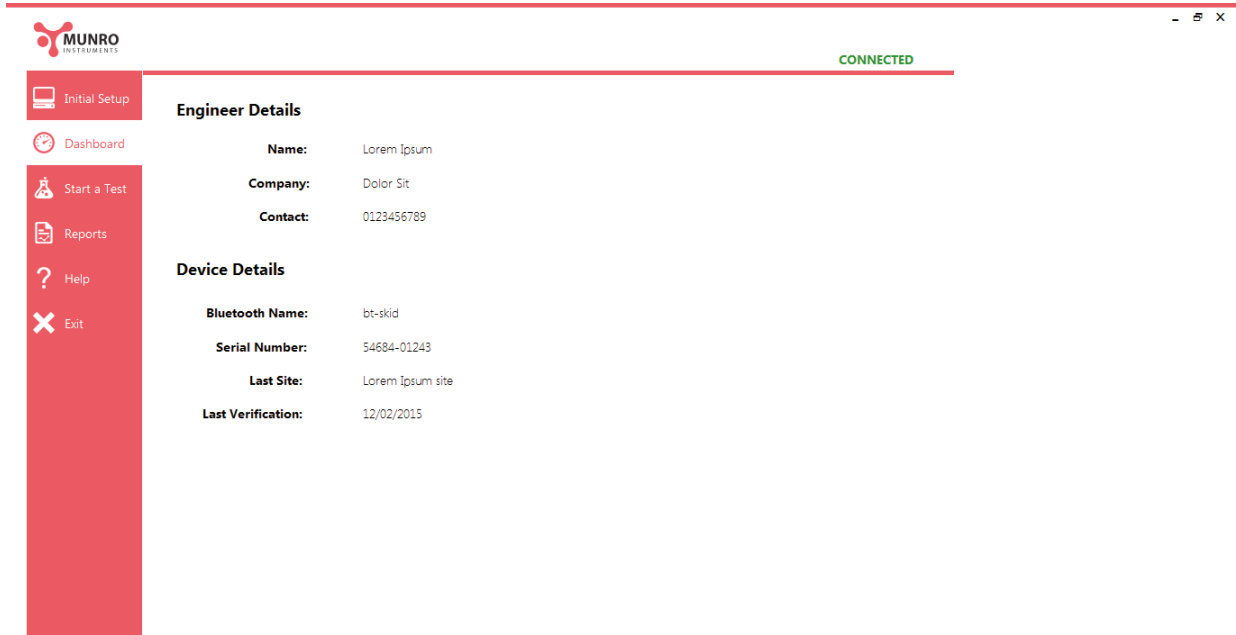 MUNRO
INSTRUMENTS
CONNECTED
Initial Setup
Dashboard
Start a Test
Reports
Help
Exit
Engineer Details
Name: Lorem Ipsum
Company: Dolor Sit
Contact: 0123456789
Device Details
Bluetooth Name: bt-skid
Serial Number: 54684-01243
Last Site: Lorem Ipsum site
Last Verification: 12/02/2015